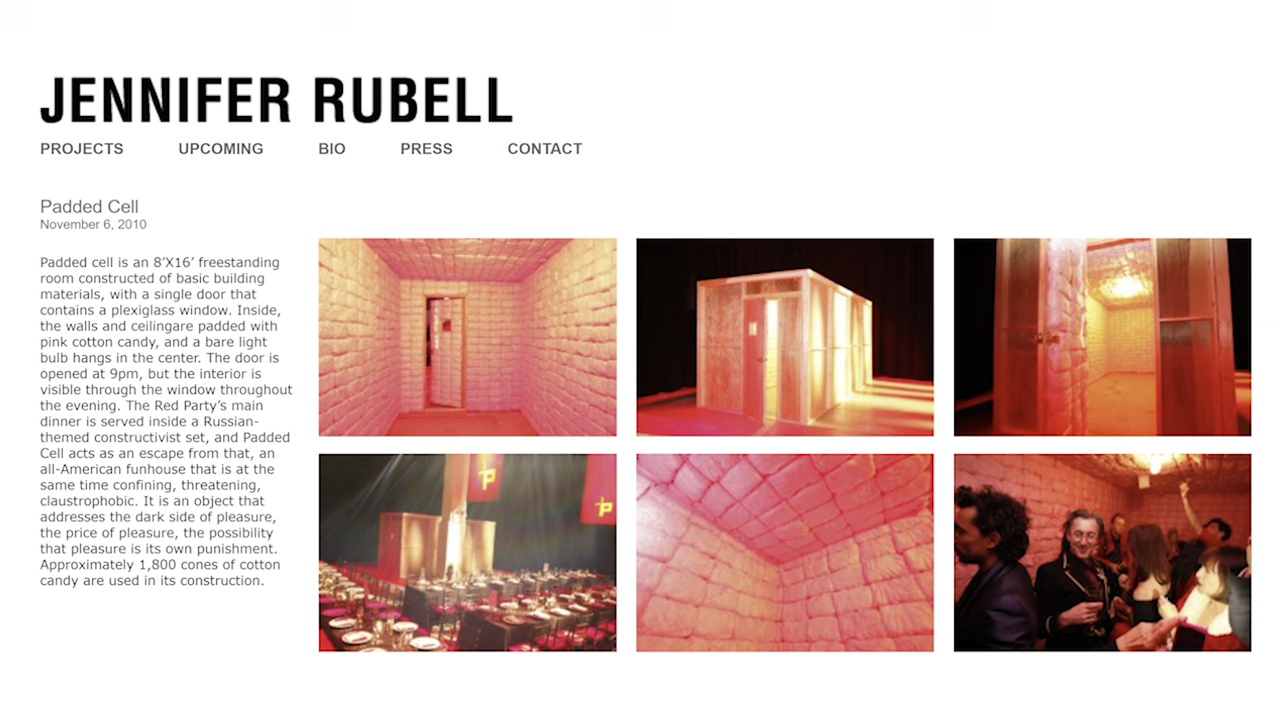 JENNIFER RUBELL
PROJECTS UPCOMING BIO PRESS CONTACT
Padded Cell
November 6, 2010
Padded cell is an 8’X16’ freestanding
room constructed of basic building
materials, with a single door that
contains a plexiglass window. Inside,
the walls and ceilingare padded with
pink cotton candy, and a bare light
bulb hangs in the center. The door is
opened at 9pm, but the interior is
visible through the window throughout
the evening. The Red Party’s main
dinner is served inside a Russian-
themed constructivist set, and Padded
Cell acts as an escape from that, an
all-American funhouse that is at the
same time confining, threatening,
claustrophobic. It is an object that
addresses the dark side of pleasure,
the price of pleasure, the possibility
that pleasure is its own punishment.
Approximately 1,800 cones of cotton
candy are used in its construction.